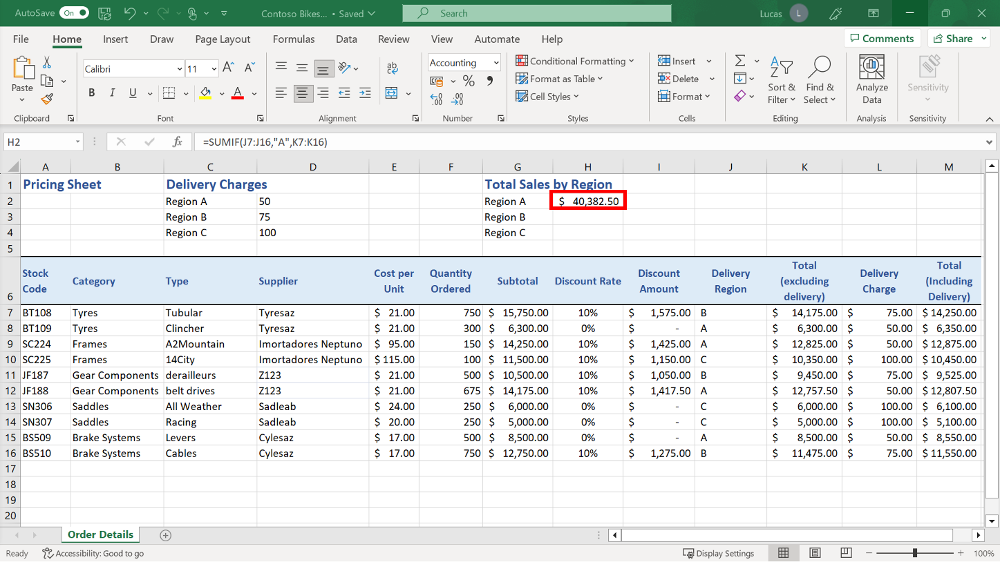 AutoSave On Contoso Bikes... • Saved Search Lucas L
File Home Insert Draw Page Layout Formulas Data Review View Automate Help Comments Share
Paste
Calibri 11
B I U A
ab
Accounting
% ,
Conditional Formatting
Format as Table
Cell Styles
Insert
Delete
Format
Sort & Filter
Find & Select
Analyze Data
Sensitivity
Clipboard Font Alignment Number Styles Cells Editing Analysis Sensitivity
H2 fx =SUMIF(J7:J16,"A",K7:K16)
A B C D E F G H I J K L M
1 Pricing Sheet Delivery Charges Total Sales by Region
2 Region A 50 Region A $ 40,382.50
3 Region B 75 Region B
4 Region C 100 Region C
5
6 Stock Code Category Type Supplier Cost per Unit Quantity Ordered Subtotal Discount Rate Discount Amount Delivery Region Total (excluding delivery) Delivery Charge Total (Including Delivery)
7 BT108 Tyres Tubular Tyresaz $ 21.00 750 $ 15,750.00 10% $ 1,575.00 B $ 14,175.00 $ 75.00 $ 14,250.00
8 BT109 Tyres Clincher Tyresaz $ 21.00 300 $ 6,300.00 0% $ - A $ 6,300.00 $ 50.00 $ 6,350.00
9 SC224 Frames A2Mountain Imortadores Neptuno $ 95.00 150 $ 14,250.00 10% $ 1,425.00 A $ 12,825.00 $ 50.00 $ 12,875.00
10 SC225 Frames 14City Imortadores Neptuno $ 115.00 100 $ 11,500.00 10% $ 1,150.00 C $ 10,350.00 $ 100.00 $ 10,450.00
11 JF187 Gear Components derailleurs Z123 $ 21.00 500 $ 10,500.00 10% $ 1,050.00 B $ 9,450.00 $ 75.00 $ 9,525.00
12 JF188 Gear Components belt drives Z123 $ 21.00 675 $ 14,175.00 10% $ 1,417.50 A $ 12,757.50 $ 50.00 $ 12,807.50
13 SN306 Saddles All Weather Sadleab $ 24.00 250 $ 6,000.00 0% $ - C $ 6,000.00 $ 100.00 $ 6,100.00
14 SN307 Saddles Racing Sadleab $ 20.00 250 $ 5,000.00 0% $ - C $ 5,000.00 $ 100.00 $ 5,100.00
15 BS509 Brake Systems Levers Cylesaz $ 17.00 500 $ 8,500.00 0% $ - A $ 8,500.00 $ 50.00 $ 8,550.00
16 BS510 Brake Systems Cables Cylesaz $ 17.00 750 $ 12,750.00 10% $ 1,275.00 B $ 11,475.00 $ 75.00 $ 11,550.00
17
18
19
20
Order Details
Ready Accessibility: Good to go Display Settings 100%